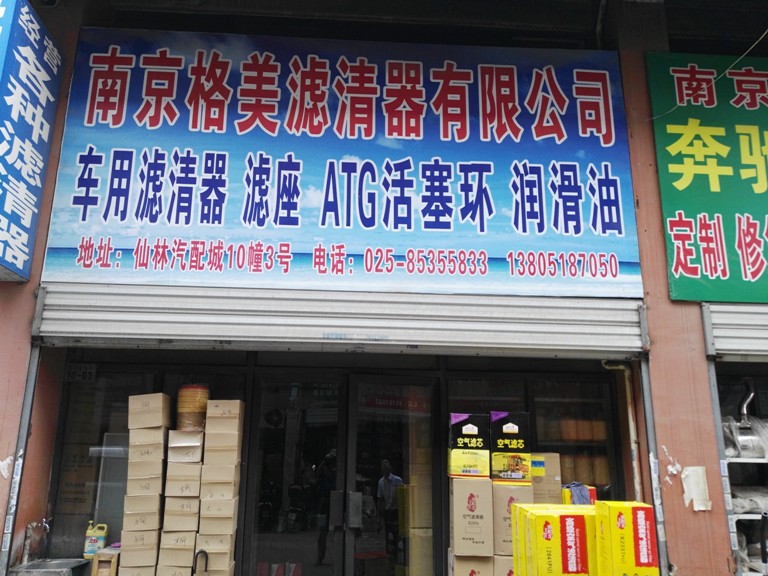 经营各种滤清器
南京格美滤清器有限公司
车用滤清器 滤座 ATG活塞环 润滑油
地址：仙林汽配城10幢3号 电话：025-85355833 13805187050
南京
奔驰
定制 修
10-03
空气滤芯
空气滤芯